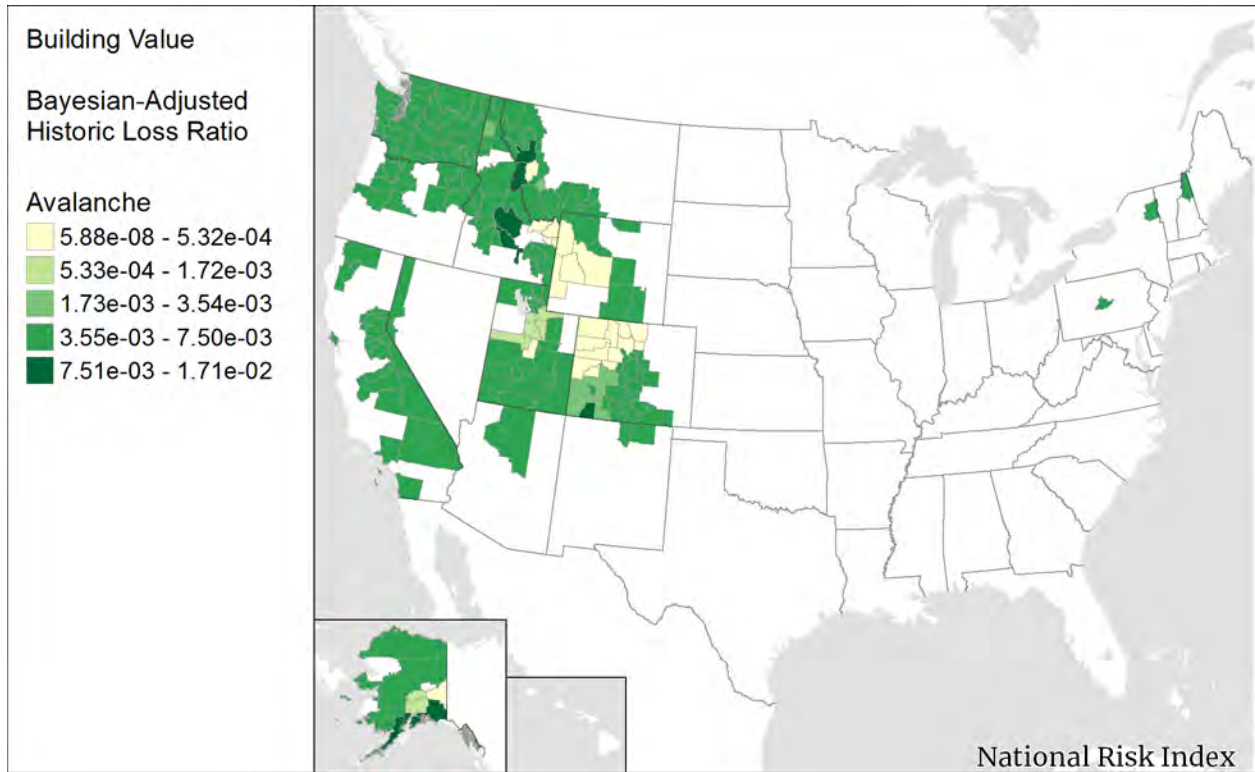 Building Value
Bayesian-Adjusted
Historic Loss Ratio
Avalanche
5.88e-08 - 5.32e-04
5.33e-04 - 1.72e-03
1.73e-03 - 3.54e-03
3.55e-03 - 7.50e-03
7.51e-03 - 1.71e-02
National Risk Index